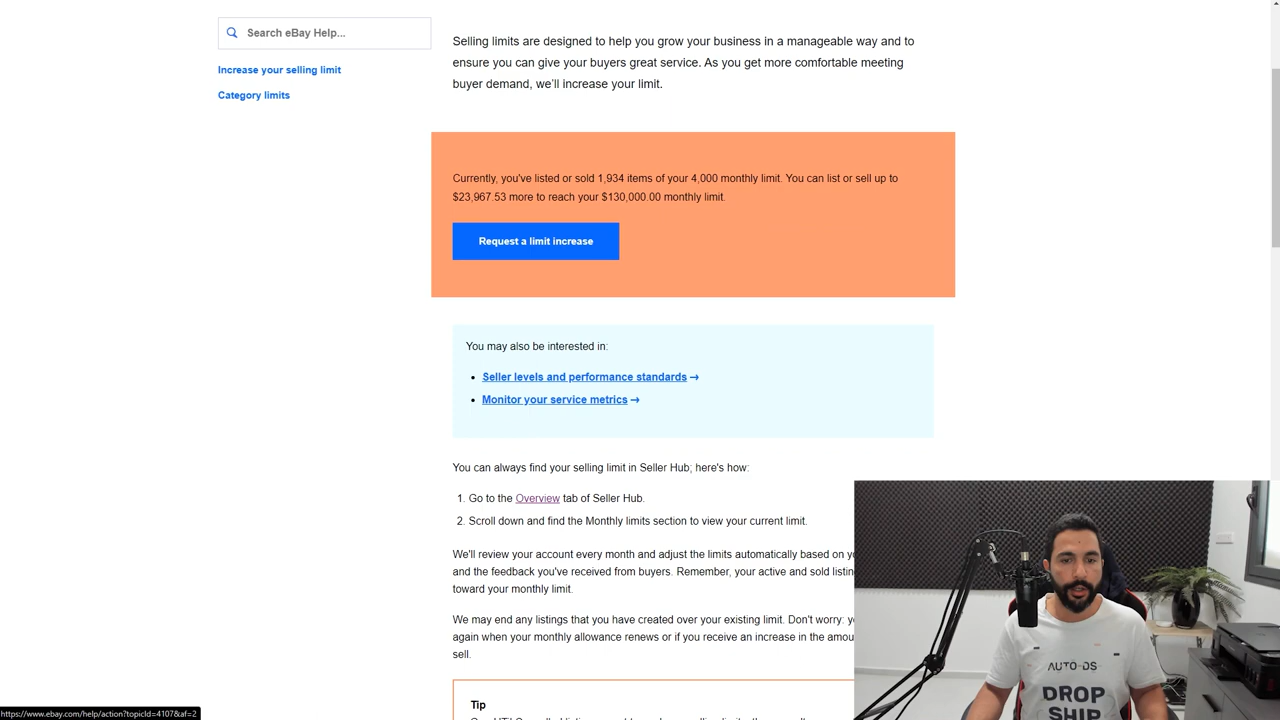 Search eBay Help...
Increase your selling limit
Category limits
Selling limits are designed to help you grow your business in a manageable way and to
ensure you can give your buyers great service. As you get more comfortable meeting
buyer demand, we'll increase your limit.
Currently, you've listed or sold 1,934 items of your 4,000 monthly limit. You can list or sell up to
$23,967.53 more to reach your $130,000.00 monthly limit.
Request a limit increase
You may also be interested in:
• Seller levels and performance standards →
• Monitor your service metrics →
You can always find your selling limit in Seller Hub; here's how:
1. Go to the Overview tab of Seller Hub.
2. Scroll down and find the Monthly limits section to view your current limit.
We'll review your account every month and adjust the limits automatically based on
and the feedback you've received from buyers. Remember, your active and sold
toward your monthly limit.
We may end any listings that you have created over your existing limit. Don't worry:
again when your monthly allowance renews or if you receive an increase in the
sell.
Tip
https://www.ebay.com/help/action?topicId=4107&af=2
AUTO-DS
DROP
SHIP